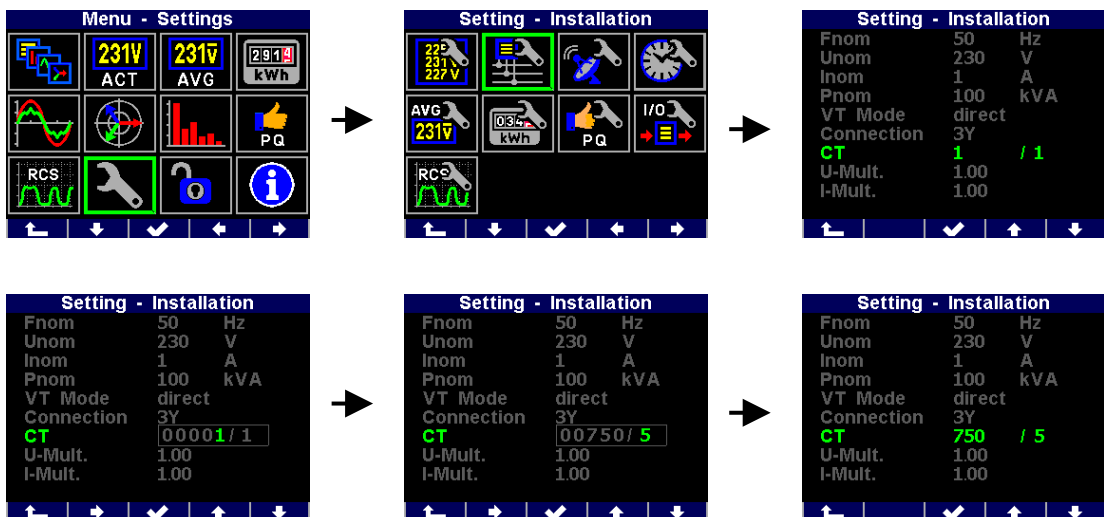 Menu - Settings
231V
ACT
231V
AVG
2914
kWh
PQ
RCS
Setting - Installation
225
231V
227 V
AVG
231V
034
kWh
PQ
I/O
RCS
Setting - Installation
Fnom 50 Hz
Unom 230 V
Inom 1 A
Pnom 100 kVA
VT Mode direct
Connection 3Y
CT 1 / 1
U-Mult. 1.00
I-Mult. 1.00
Setting - Installation
Fnom 50 Hz
Unom 230 V
Inom 1 A
Pnom 100 kVA
VT Mode direct
Connection 3Y
CT 00001/ 1
U-Mult. 1.00
I-Mult. 1.00
Setting - Installation
Fnom 50 Hz
Unom 230 V
Inom 1 A
Pnom 100 kVA
VT Mode direct
Connection 3Y
CT 00750/ 5
U-Mult. 1.00
I-Mult. 1.00
Setting - Installation
Fnom 50 Hz
Unom 230 V
Inom 1 A
Pnom 100 kVA
VT Mode direct
Connection 3Y
CT 750 / 5
U-Mult. 1.00
I-Mult. 1.00